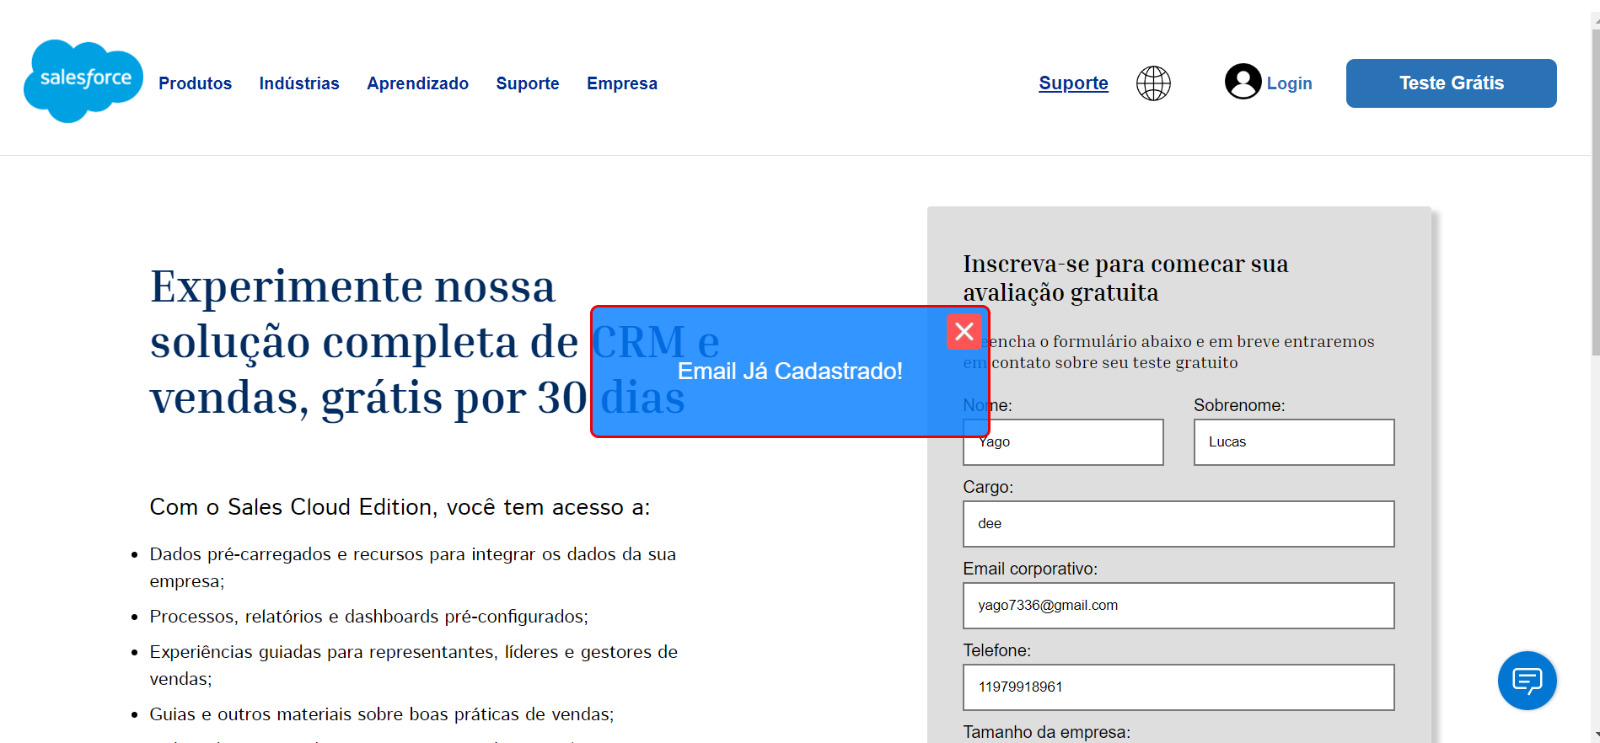 salesforce
Produtos Indústrias Aprendizado Suporte Empresa
Suporte Login Teste Grátis
Experimente nossa
solução completa de CRM e
vendas, grátis por 30 dias
Com o Sales Cloud Edition, você tem acesso a:
Dados pré-carregados e recursos para integrar os dados da sua
empresa;
Processos, relatórios e dashboards pré-configurados;
Experiências guiadas para representantes, líderes e gestores de
vendas;
Guias e outros materiais sobre boas práticas de vendas;
Email Já Cadastrado!
Inscreva-se para comecar sua
avaliação gratuita
eencha o formulário abaixo e em breve entraremos
em contato sobre seu teste gratuito
Nome: Sobrenome:
Yago Lucas
Cargo:
dee
Email corporativo:
yago7336@gmail.com
Telefone:
11979918961
Tamanho da empresa: